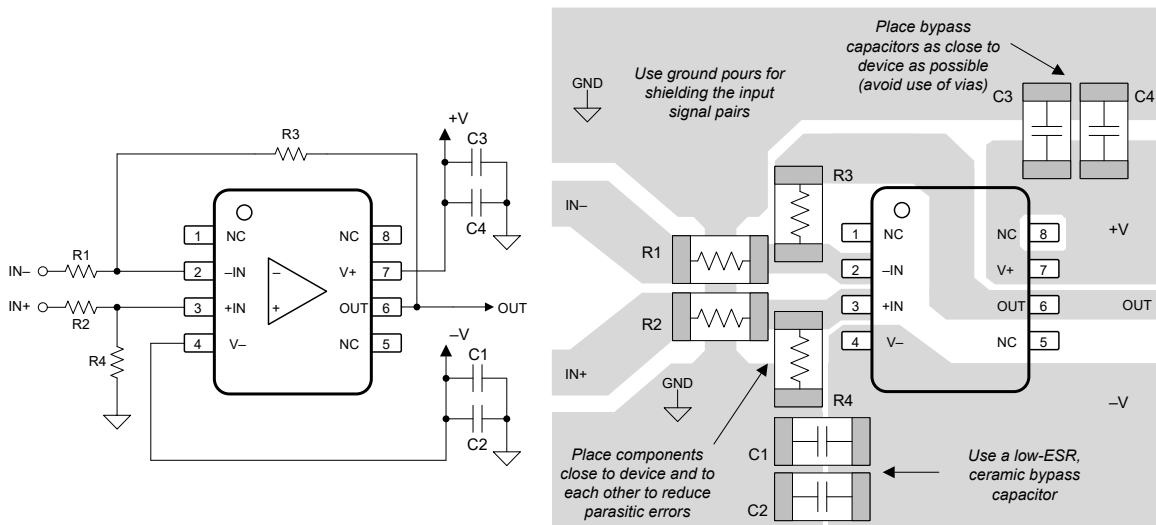 R3
+V
C3
C4
1
NC
NC
8
R1
IN–
2
–IN
–
V+
7
IN+
3
+IN
+
OUT
6
OUT
R2
4
V–
NC
5
R4
–V
C1
C2
GND
Use ground pours for
shielding the input
signal pairs
Place bypass
capacitors as close to
device as possible
(avoid use of vias)
C3
C4
R3
IN–
1
NC
NC
8
+V
R1
2
–IN
V+
7
3
+IN
OUT
6
OUT
R2
4
V–
NC
5
IN+
GND
R4
–V
Place components
close to device and to
each other to reduce
parasitic errors
C1
C2
Use a low-ESR,
ceramic bypass
capacitor